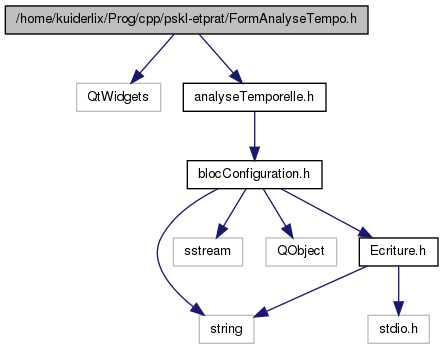 /home/kuiderlix/Prog/cpp/pskl-etprat/FormAnalyseTempo.h
QtWidgets
analyseTemporelle.h
blocConfiguration.h
sstream
QObject
Ecriture.h
string
stdio.h